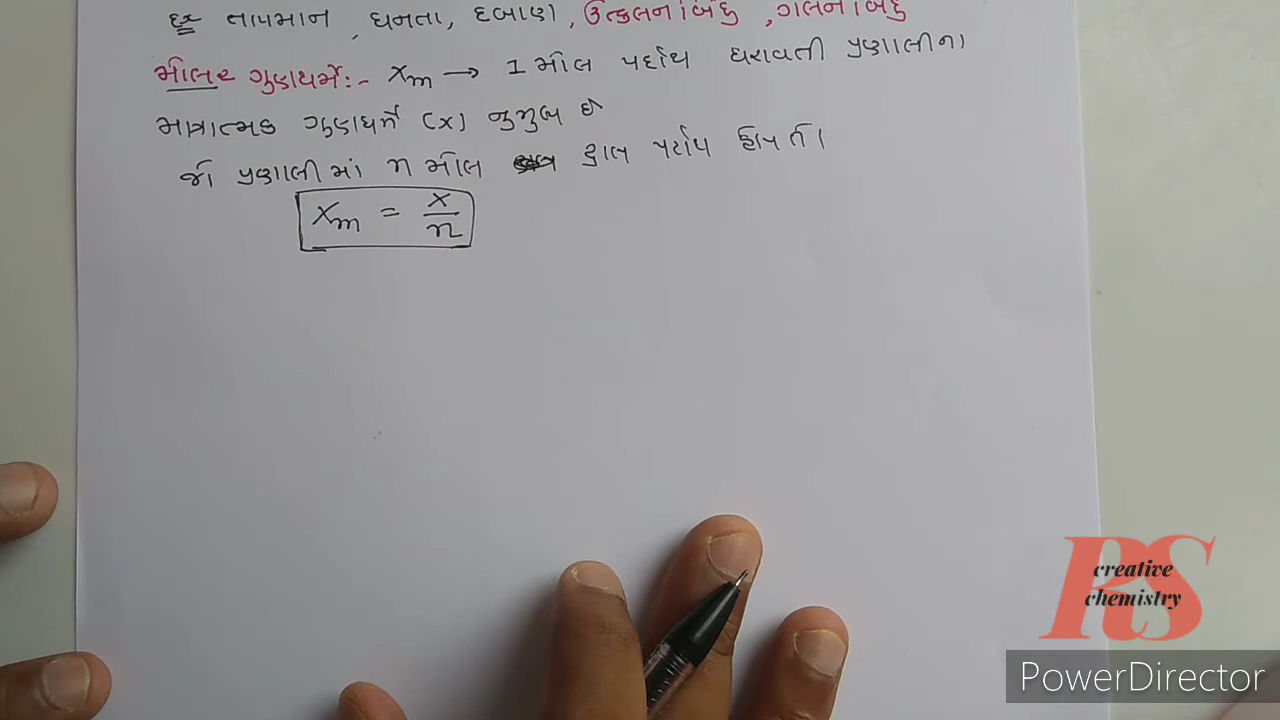 દા.ત તાપમાન , ઘનતા, દબાણ , ઉત્કલનબિંદુ , ગલનબિંદુ
મોલર ગુણધર્મ :- Xm → 1 મોલ પદાર્થ ધરાવતી પ્રણાલીના
માત્રાત્મક ગુણધર્મ (x) નુ મુલ્ય છે
જો પ્રણાલીમાં n મોલ કુલ પદાર્થ હોય તો
Xm = x/n
RS
creative
chemistry
PowerDirector